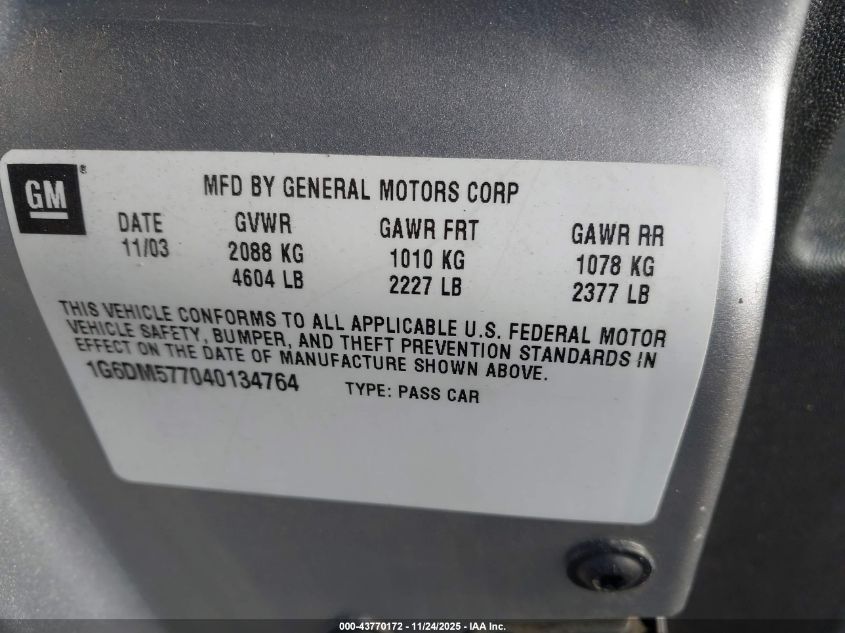 GM ®
MFD BY GENERAL MOTORS CORP
DATE GVWR GAWR FRT GAWR RR
11/03 2088 KG 1010 KG 1078 KG
4604 LB 2227 LB 2377 LB
THIS VEHICLE CONFORMS TO ALL APPLICABLE U.S. FEDERAL MOTOR
VEHICLE SAFETY, BUMPER, AND THEFT PREVENTION STANDARDS IN
EFFECT ON THE DATE OF MANUFACTURE SHOWN ABOVE.
1G6DM577040134764 TYPE: PASS CAR
000-43770172 - 11/24/2025 - IAA Inc.